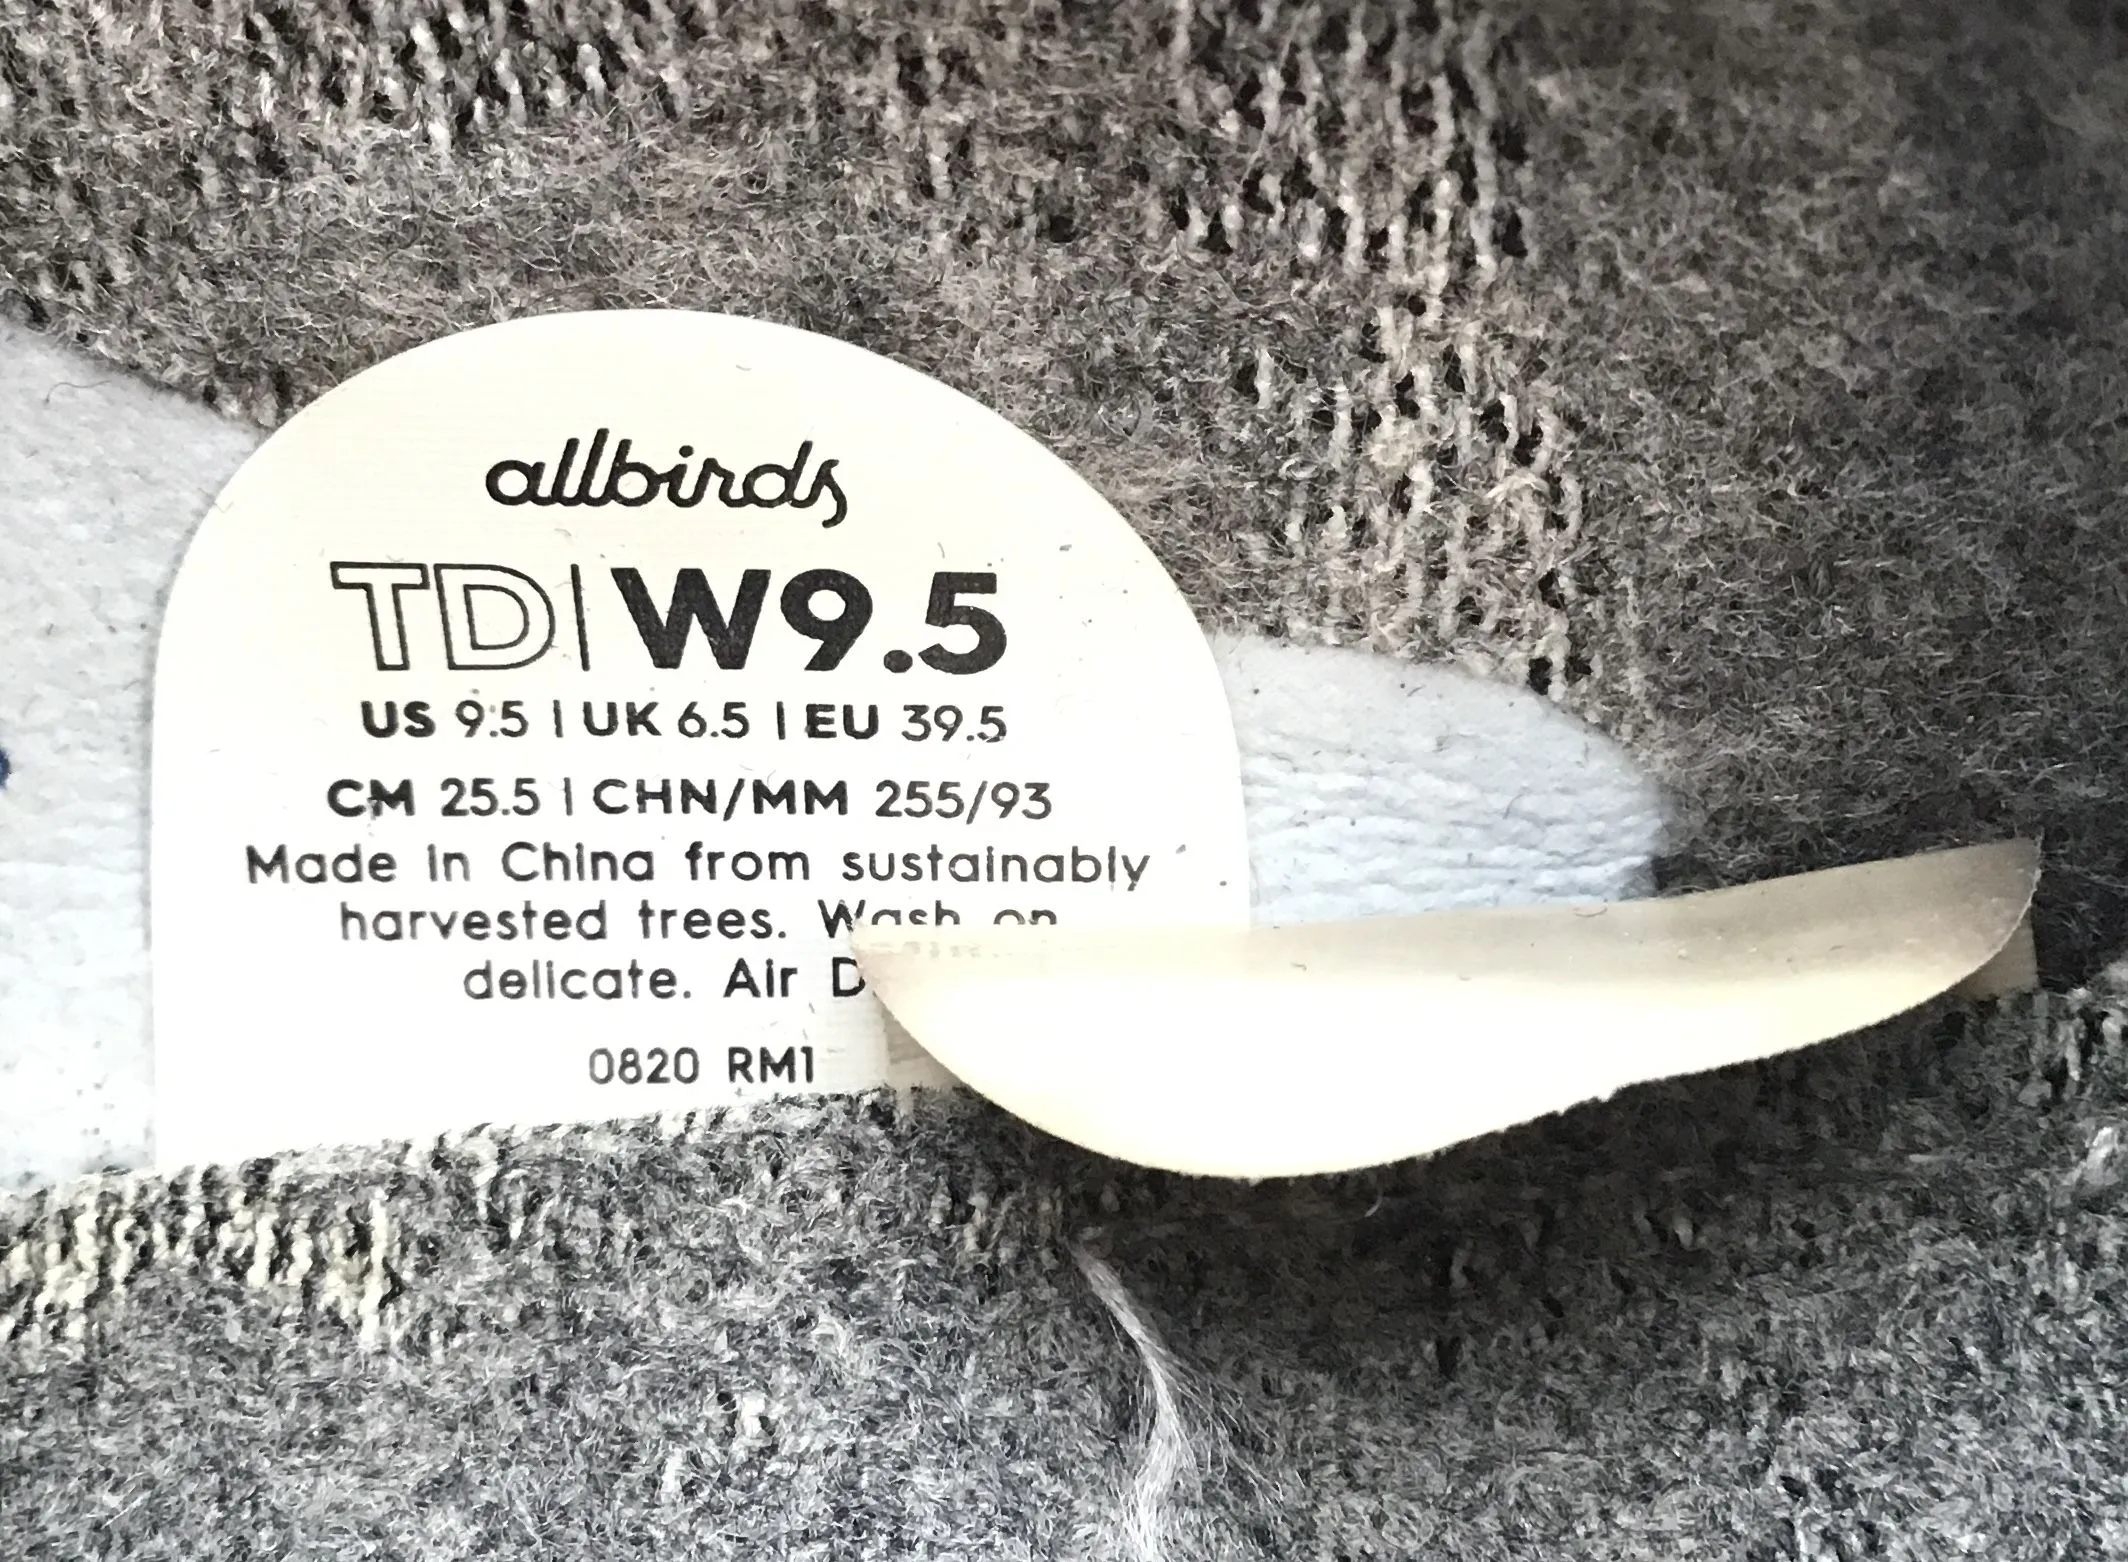 allbirds
TD|W9.5
US 9.5 | UK 6.5 | EU 39.5
CM 25.5 | CHN/MM 255/93
Made in China from sustainably
harvested trees. Wash on
delicate. Air D
0820 RM1